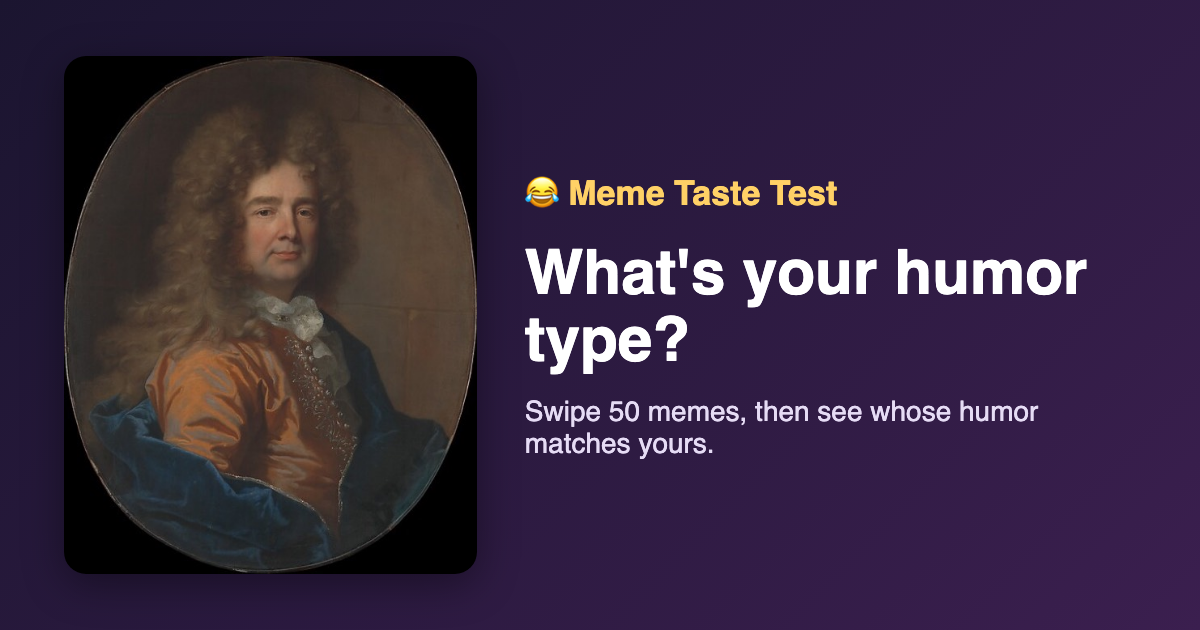 😂 Meme Taste Test
What's your humor
type?
Swipe 50 memes, then see whose humor
matches yours.